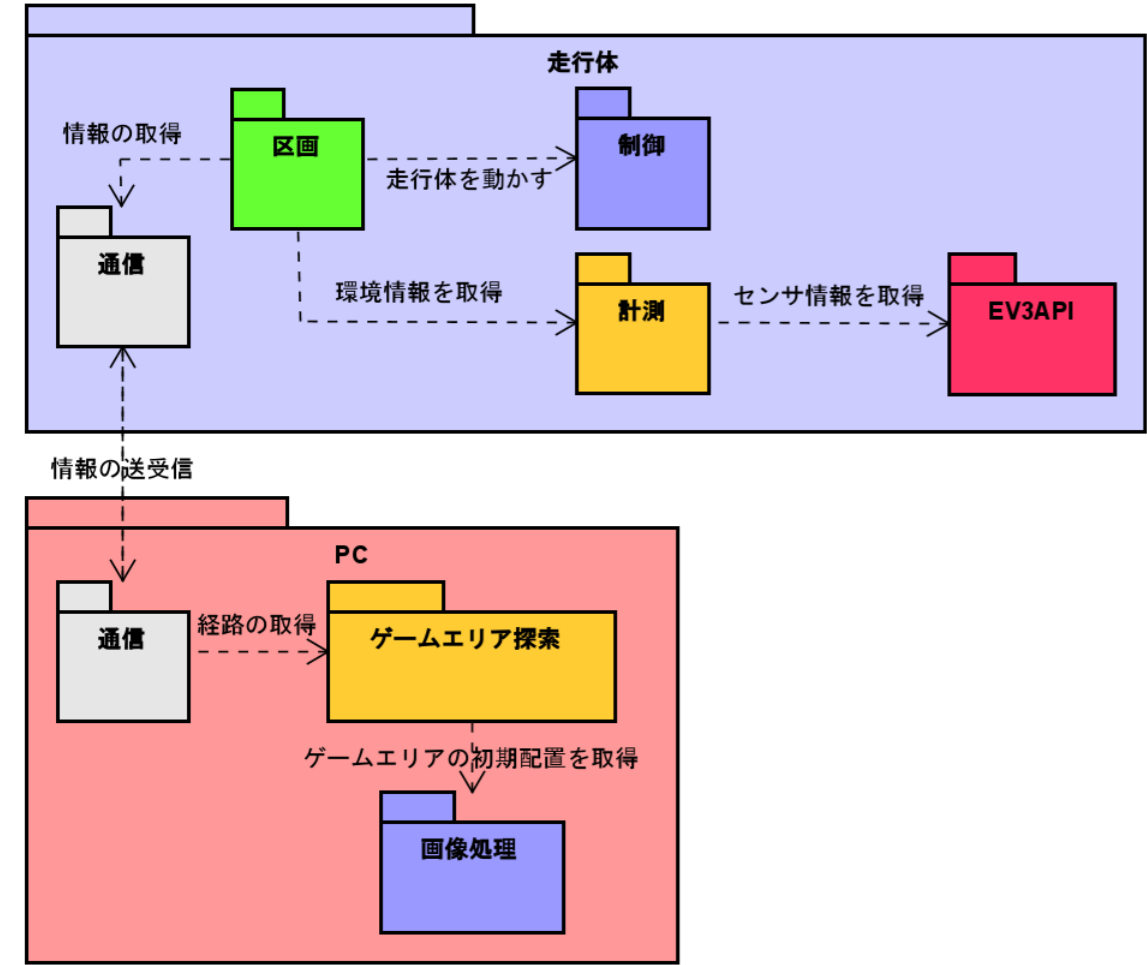 走行体
情報の取得
区画
制御
走行体を動かす
通信
環境情報を取得
計測
センサ情報を取得
EV3API
情報の送受信
PC
通信
経路の取得
ゲームエリア探索
ゲームエリアの初期配置を取得
画像処理